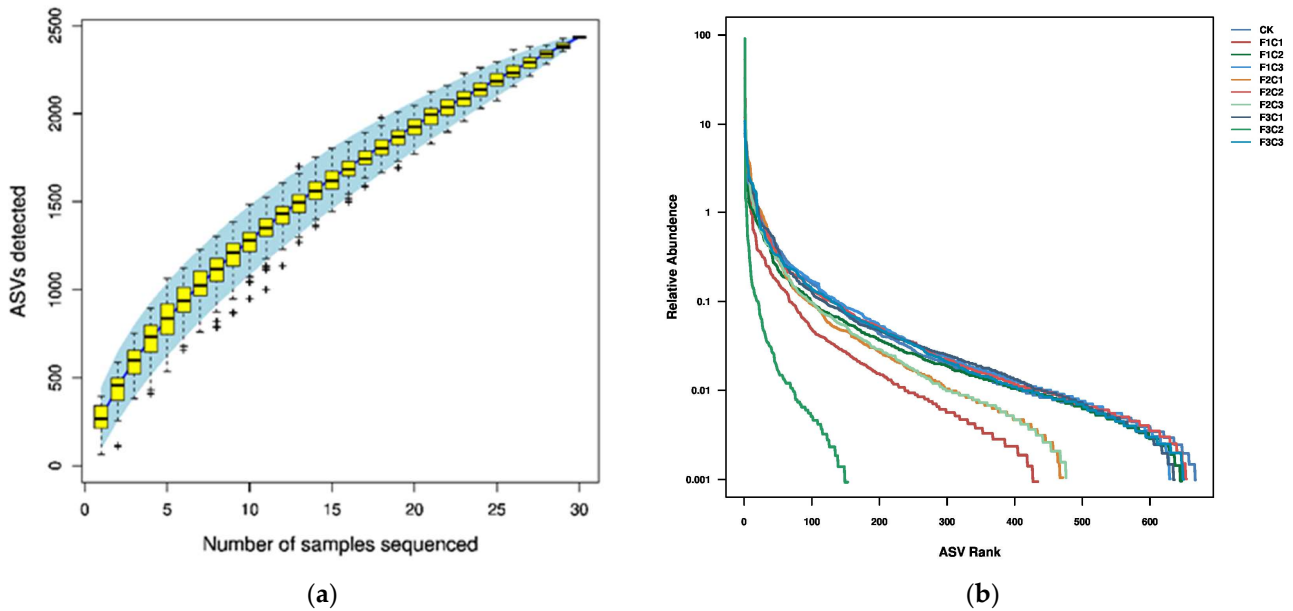 2500
2000
1500
1000
500
0
ASVs detected
0 5 10 15 20 25 30
Number of samples sequenced
(a)
100
10
1
0.1
0.01
0.001
Relative Abundance
0 100 200 300 400 500 600
ASV Rank
CK
F1C1
F1C2
F1C3
F2C1
F2C2
F2C3
F3C1
F3C2
F3C3
(b)